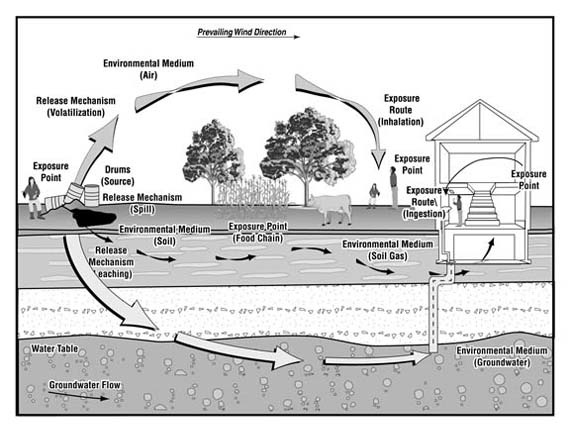 Prevailing Wind Direction
Environmental Medium
(Air)
Release Mechanism
(Volatilization)
Exposure
Route
(Inhalation)
Exposure
Point
Drums
(Source)
Release Mechanism
(Spill)
Exposure
Point
Exposure
Point
Exposure
Route\
(Ingestion)
Environmental Medium
(Soil)
Exposure Point
(Food Chain)
Environmental Medium
(Soil Gas)
Release
Mechanism
Leaching)
Water Table
Environmental Medium
(Groundwater)
Groundwater Flow